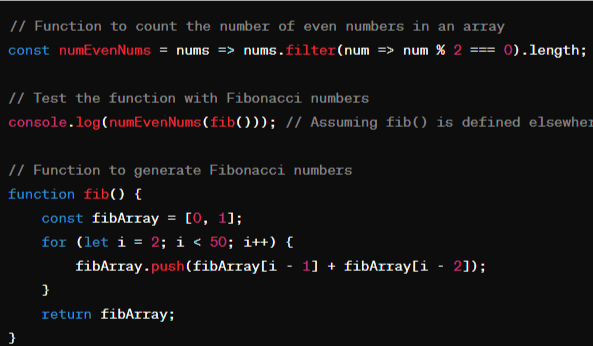 // Function to count the number of even numbers in an array
const numEvenNums = nums => nums.filter(num => num % 2 === 0).length;
// Test the function with Fibonacci numbers
console.log(numEvenNums(fib())); // Assuming fib() is defined
// Function to generate Fibonacci numbers
function fib() {
    const fibArray = [0, 1];
    for (let i = 2; i < 50; i++) {
        fibArray.push(fibArray[i - 1] + fibArray[i - 2]);
    }
    return fibArray;
}